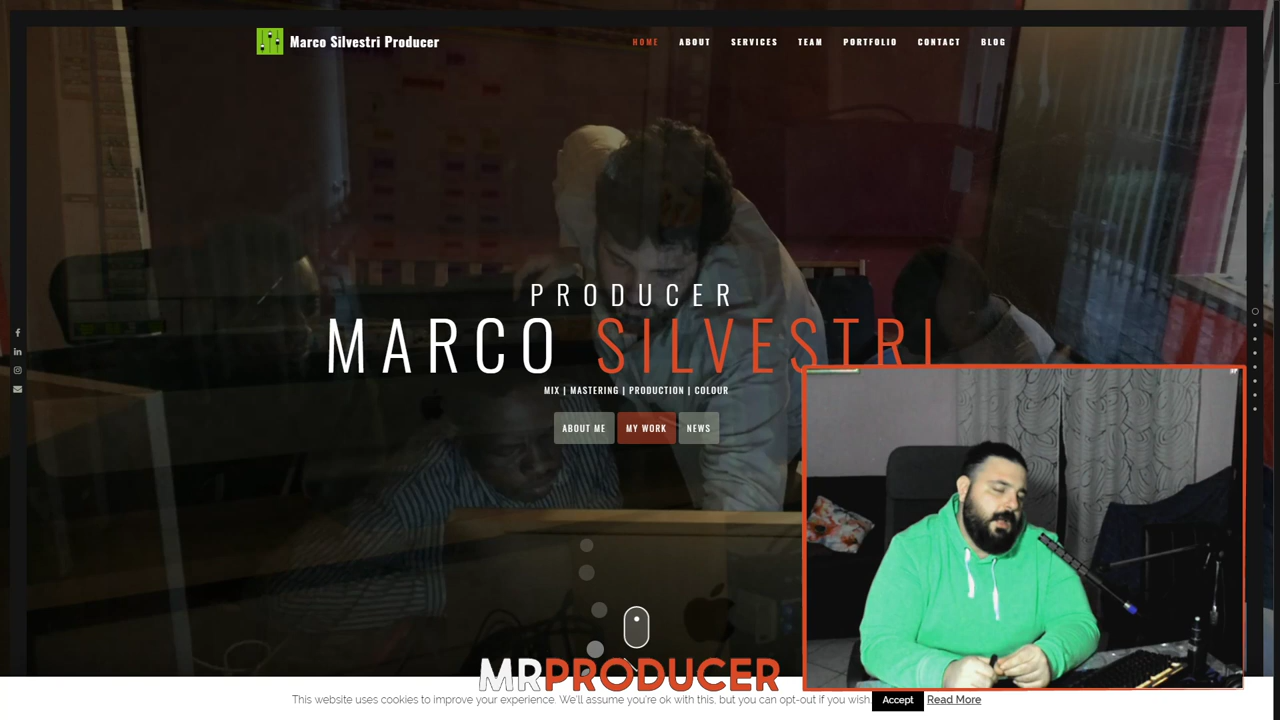 Marco Silvestri Producer
HOME ABOUT SERVICES TEAM PORTFOLIO CONTACT BLOG
PRODUCER
MARCO SILVESTRI
MIX | MASTERING | PRODUCTION | COLOUR
ABOUT ME MY WORK NEWS
MRPRODUCER
This website uses cookies to improve your experience. We'll assume you're ok with this, but you can opt-out if you wish. Accept Read More